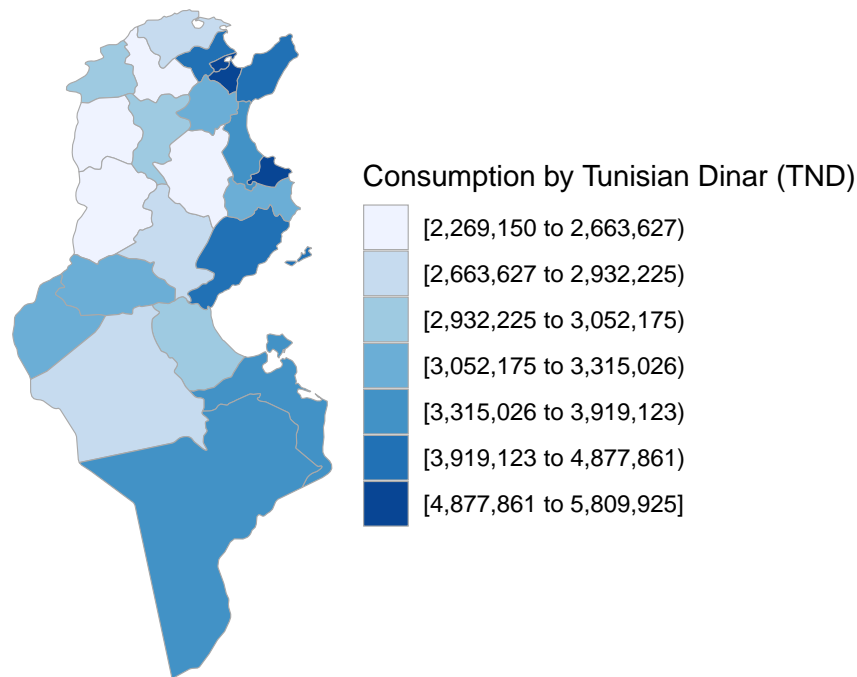 Consumption by Tunisian Dinar (TND)
[2,269,150 to 2,663,627)
[2,663,627 to 2,932,225)
[2,932,225 to 3,052,175)
[3,052,175 to 3,315,026)
[3,315,026 to 3,919,123)
[3,919,123 to 4,877,861)
[4,877,861 to 5,809,925]